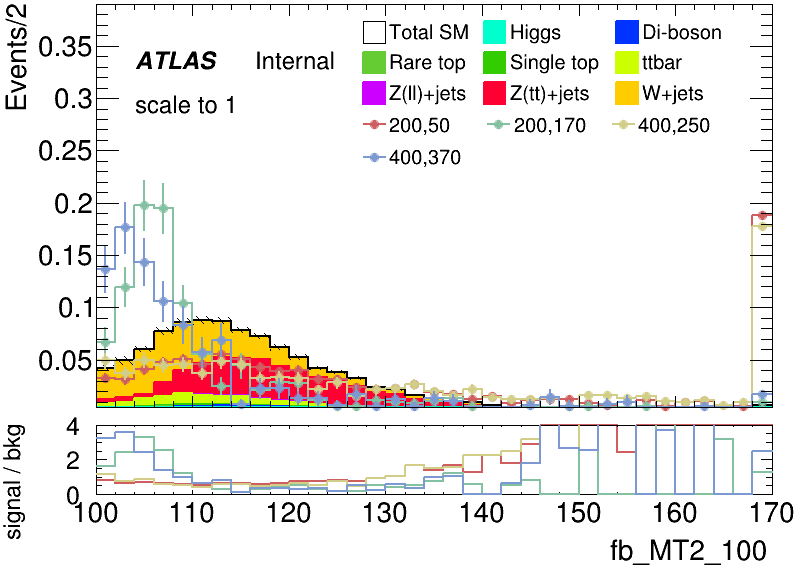 Events/2
0.05
0.1
0.15
0.2
0.25
0.3
0.35
ATLAS Internal
scale to 1
Total SM Higgs Di-boson
Rare top Single top ttbar
Z(ll)+jets Z(tt)+jets W+jets
200,50 200,170 400,250
400,370
signal / bkg
0
2
4
100 110 120 130 140 150 160 170
fb_MT2_100